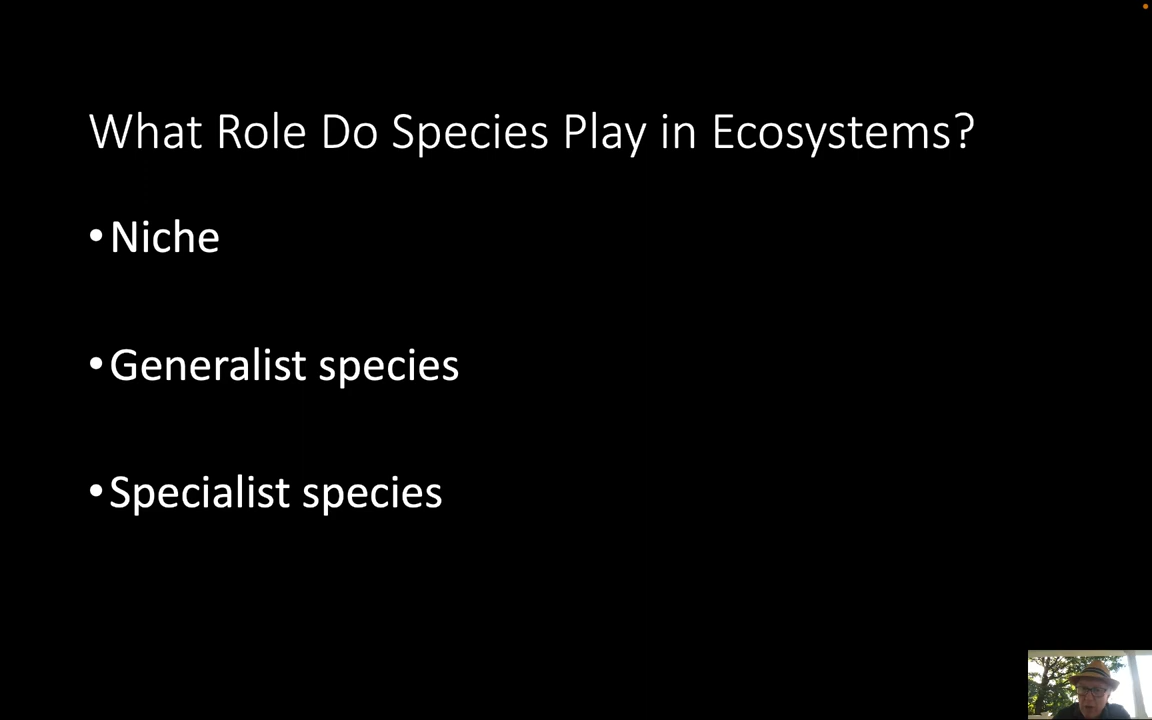 What Role Do Species Play in Ecosystems?
•Niche
•Generalist species
•Specialist species